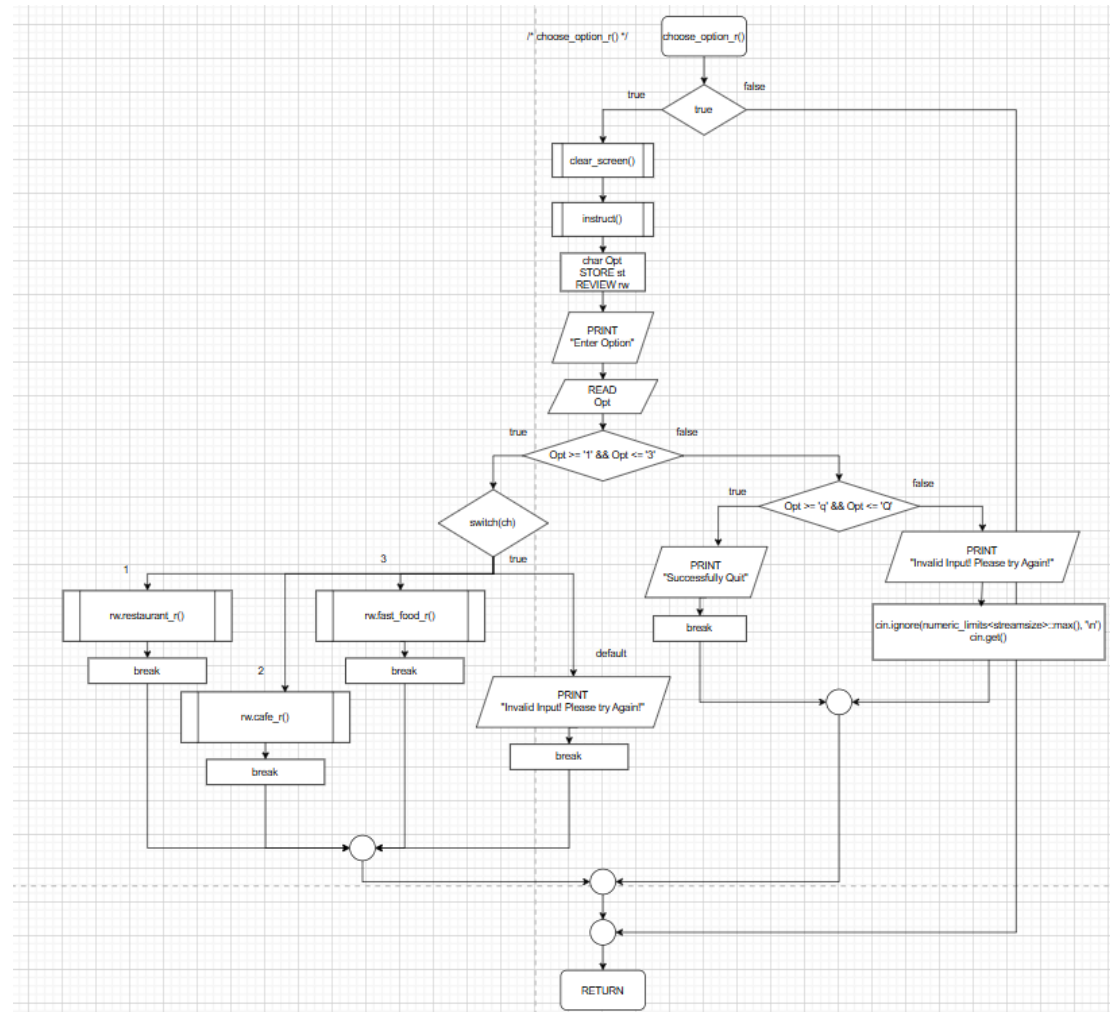 /* choose_option_r() */
choose_option_r()
true
false
true
clear_screen()
instruct()
char Opt
STORE st
REVIEW rw
PRINT
"Enter Option"
READ
Opt
true
false
Opt >= '1' && Opt <= '3'
true
false
Opt >= 'q' && Opt <= 'Q'
switch(ch)
PRINT
"Successfully Quit"
PRINT
"Invalid Input! Please try Again!"
1
3
true
rw.restaurant_r()
rw.fast_food_r()
break
cin.ignore(numeric_limits<streamsize>::max(), '\n')
cin.get()
break
break
2
default
rw.cafe_r()
PRINT
"Invalid Input! Please try Again!"
break
break
RETURN